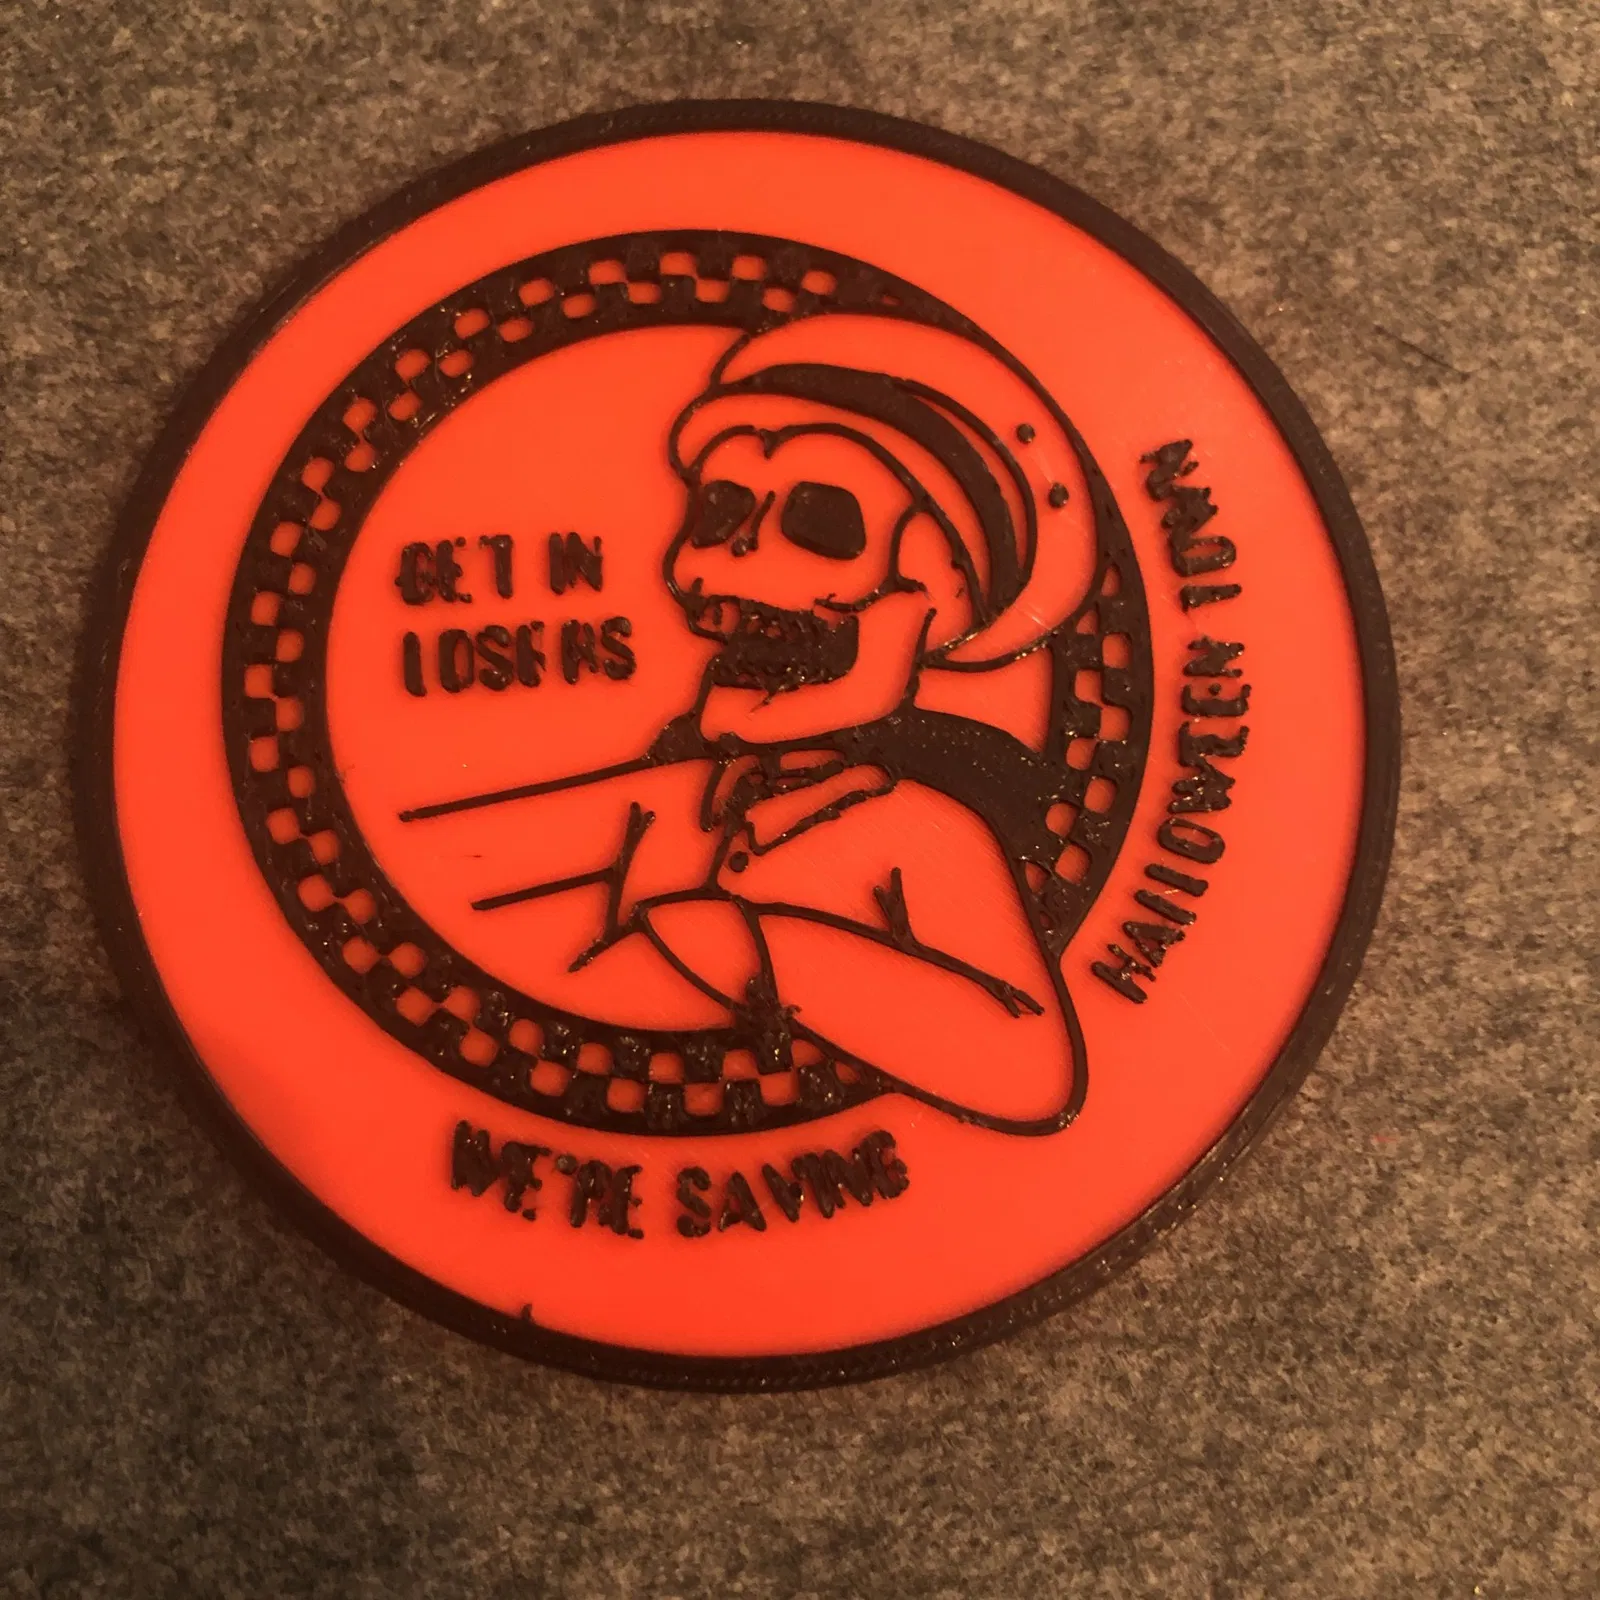 GET IN
LOSERS
WE'RE SAVING
HALLOWEEN TOWN